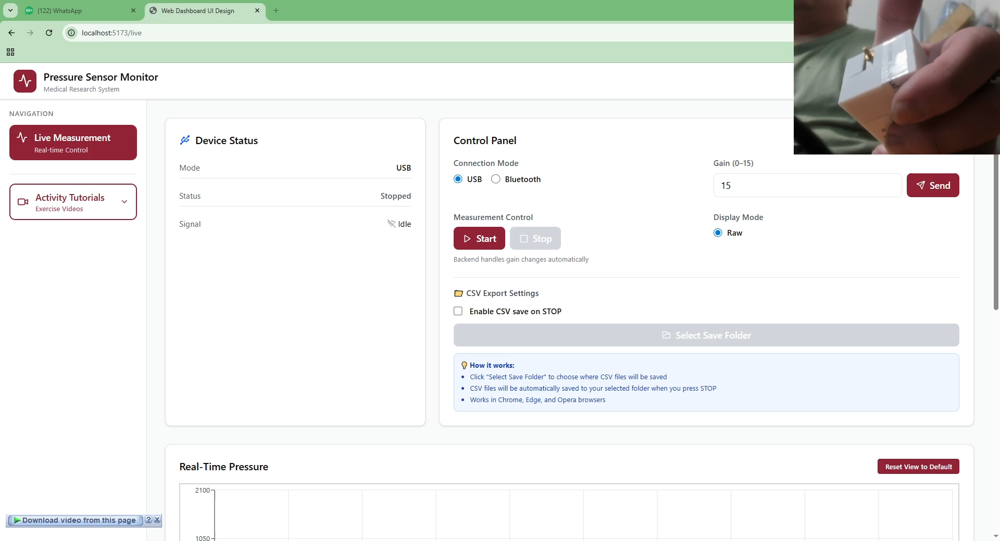 (122) WhatsApp
Web Dashboard UI Design
localhost:5173/live
Pressure Sensor Monitor
Medical Research System
NAVIGATION
Live Measurement
Real-time Control
Activity Tutorials
Exercise Videos
Device Status
Mode
USB
Status
Stopped
Signal
Idle
Control Panel
Connection Mode
USB
Bluetooth
Gain (0–15)
15
Send
Measurement Control
Start
Stop
Backend handles gain changes automatically
Display Mode
Raw
CSV Export Settings
Enable CSV save on STOP
Select Save Folder
How it works:
Click "Select Save Folder" to choose where CSV files will be saved
CSV files will be automatically saved to your selected folder when you press STOP
Works in Chrome, Edge, and Opera browsers
Real-Time Pressure
Reset View to Default
2100
1050
Download video from this page
?